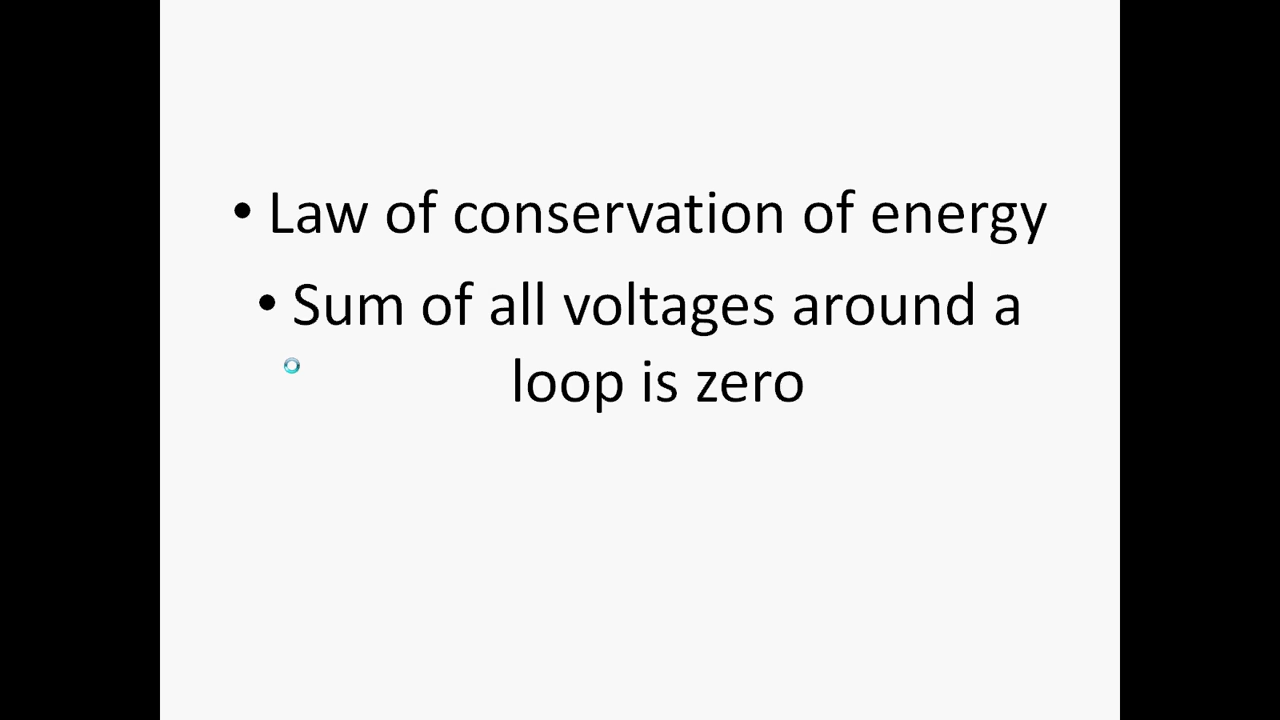 • Law of conservation of energy
• Sum of all voltages around a
loop is zero